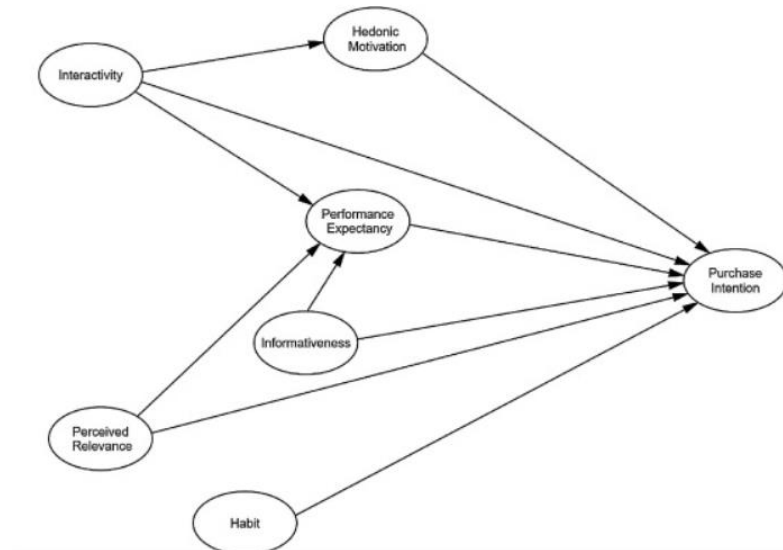 Hedonic
Motivation
Interactivity
Performance
Expectancy
Purchase
Intention
Informativeness
Perceived
Relevance
Habit